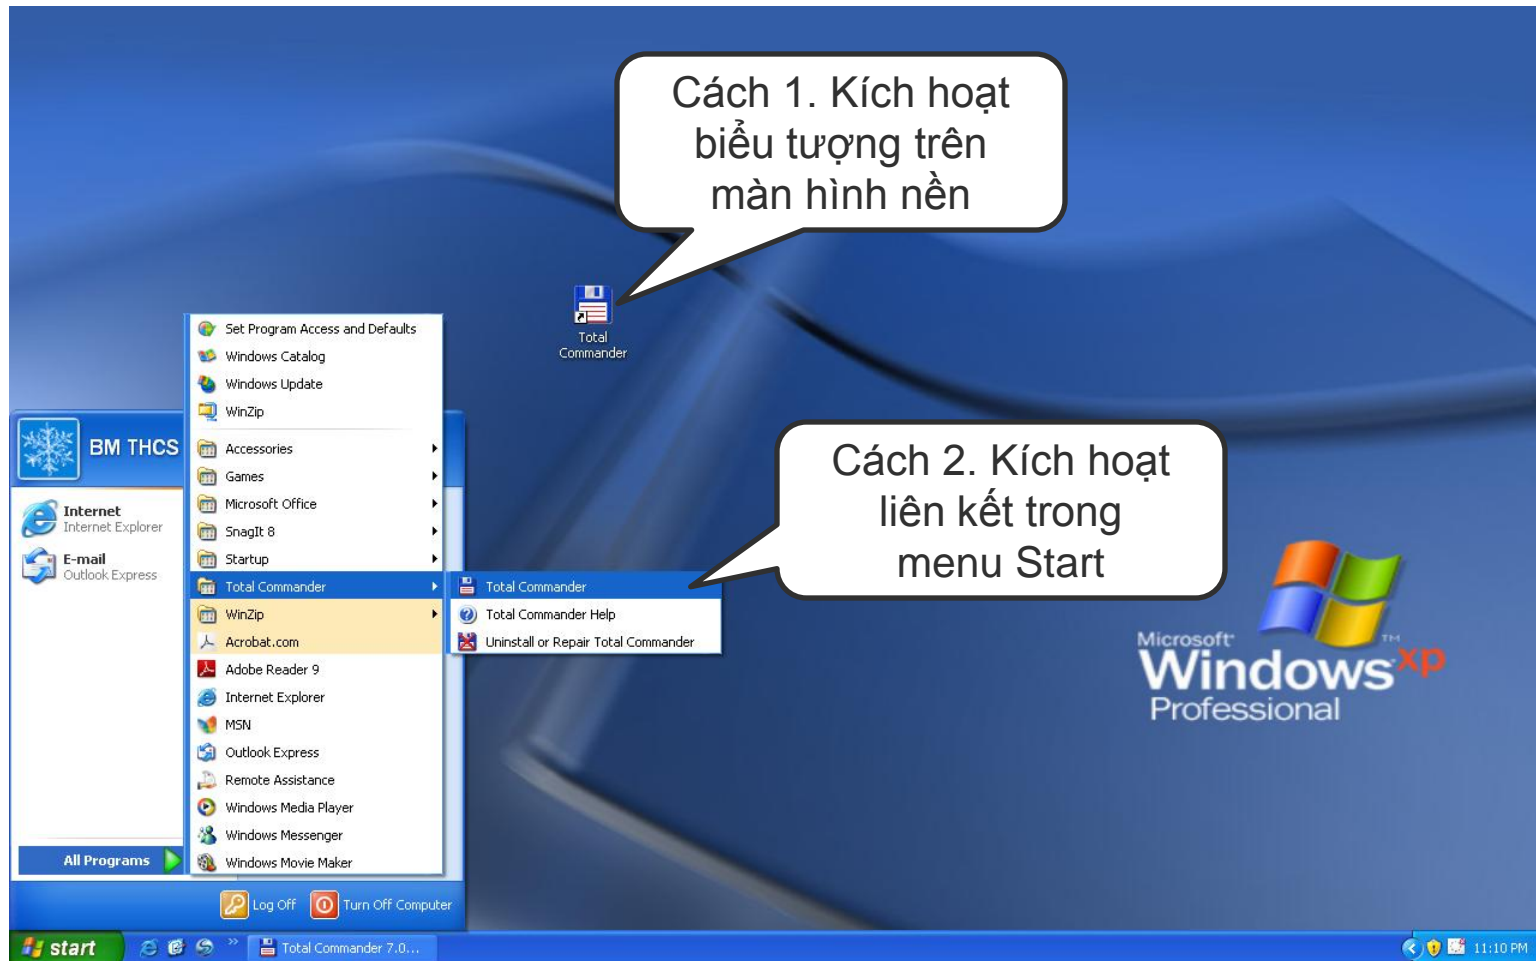 Cách 1. Kích hoạt
biểu tượng trên
màn hình nền
Total
Commander
Set Program Access and Defaults
Windows Catalog
Windows Update
WinZip
BM THCS
Accessories
Games
Microsoft Office
SnagIt 8
Startup
Total Commander
WinZip
Acrobat.com
Adobe Reader 9
Internet Explorer
MSN
Outlook Express
Remote Assistance
Windows Media Player
Windows Messenger
Windows Movie Maker
Internet
Internet Explorer
E-mail
Outlook Express
All Programs
Total Commander
Total Commander Help
Uninstall or Repair Total Commander
Cách 2. Kích hoạt
liên kết trong
menu Start
Microsoft
Windows xp
TM
Professional
Log Off
Turn Off Computer
start
Total Commander 7.0...
11:10 PM